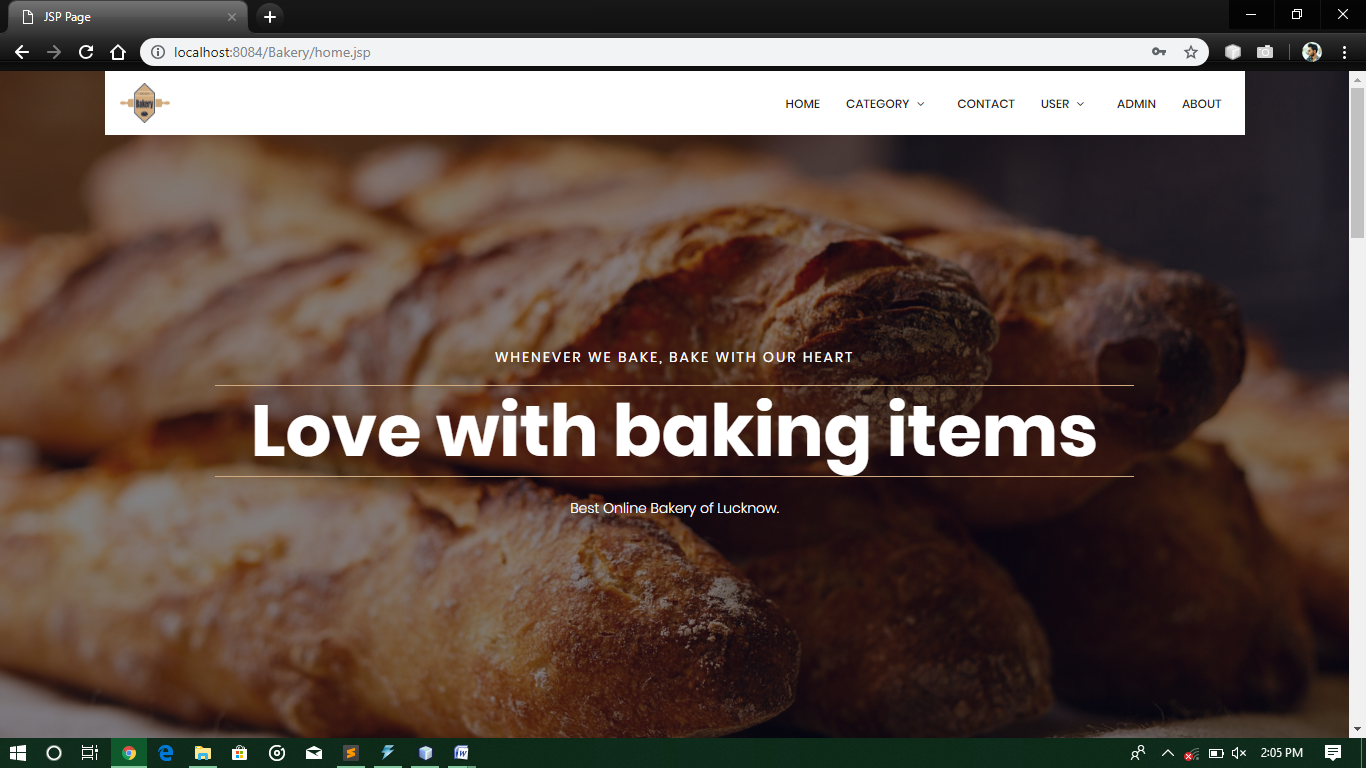 JSP Page
localhost:8084/Bakery/home.jsp
Bakery
HOME CATEGORY CONTACT USER ADMIN ABOUT
WHENEVER WE BAKE, BAKE WITH OUR HEART
Love with baking items
Best Online Bakery of Lucknow.
2:05 PM